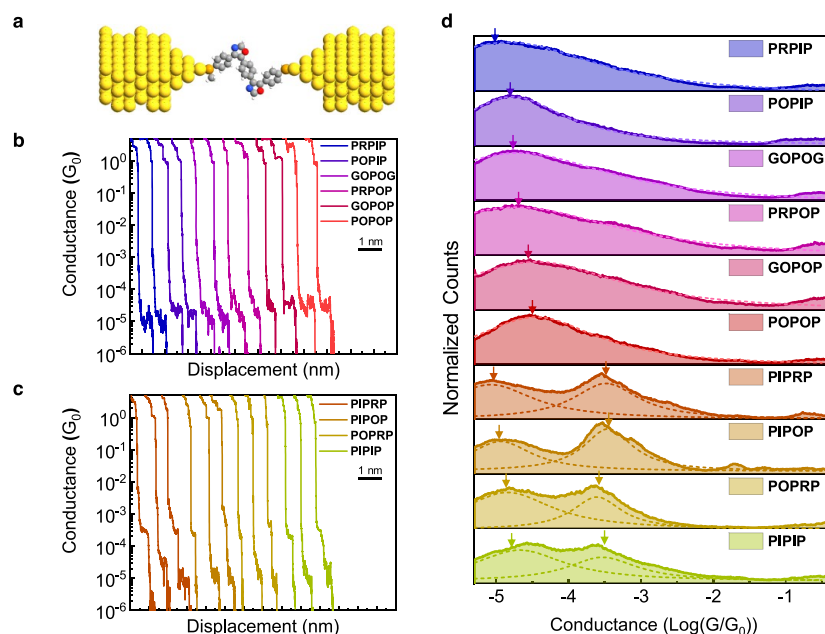 a
b
Conductance (G0)
10^0
10^-1
10^-2
10^-3
10^-4
10^-5
10^-6
PRPIP
POPIP
GOPOG
PRPOP
GOPOP
POPOP
1 nm
Displacement (nm)
c
Conductance (G0)
10^0
10^-1
10^-2
10^-3
10^-4
10^-5
10^-6
PIPRP
PIPOP
POPRP
PIPIP
1 nm
Displacement (nm)
d
Normalized Counts
PRPIP
POPIP
GOPOG
PRPOP
GOPOP
POPOP
PIPRP
PIPOP
POPRP
PIPIP
-5 -4 -3 -2 -1
Conductance (Log(G/G0))